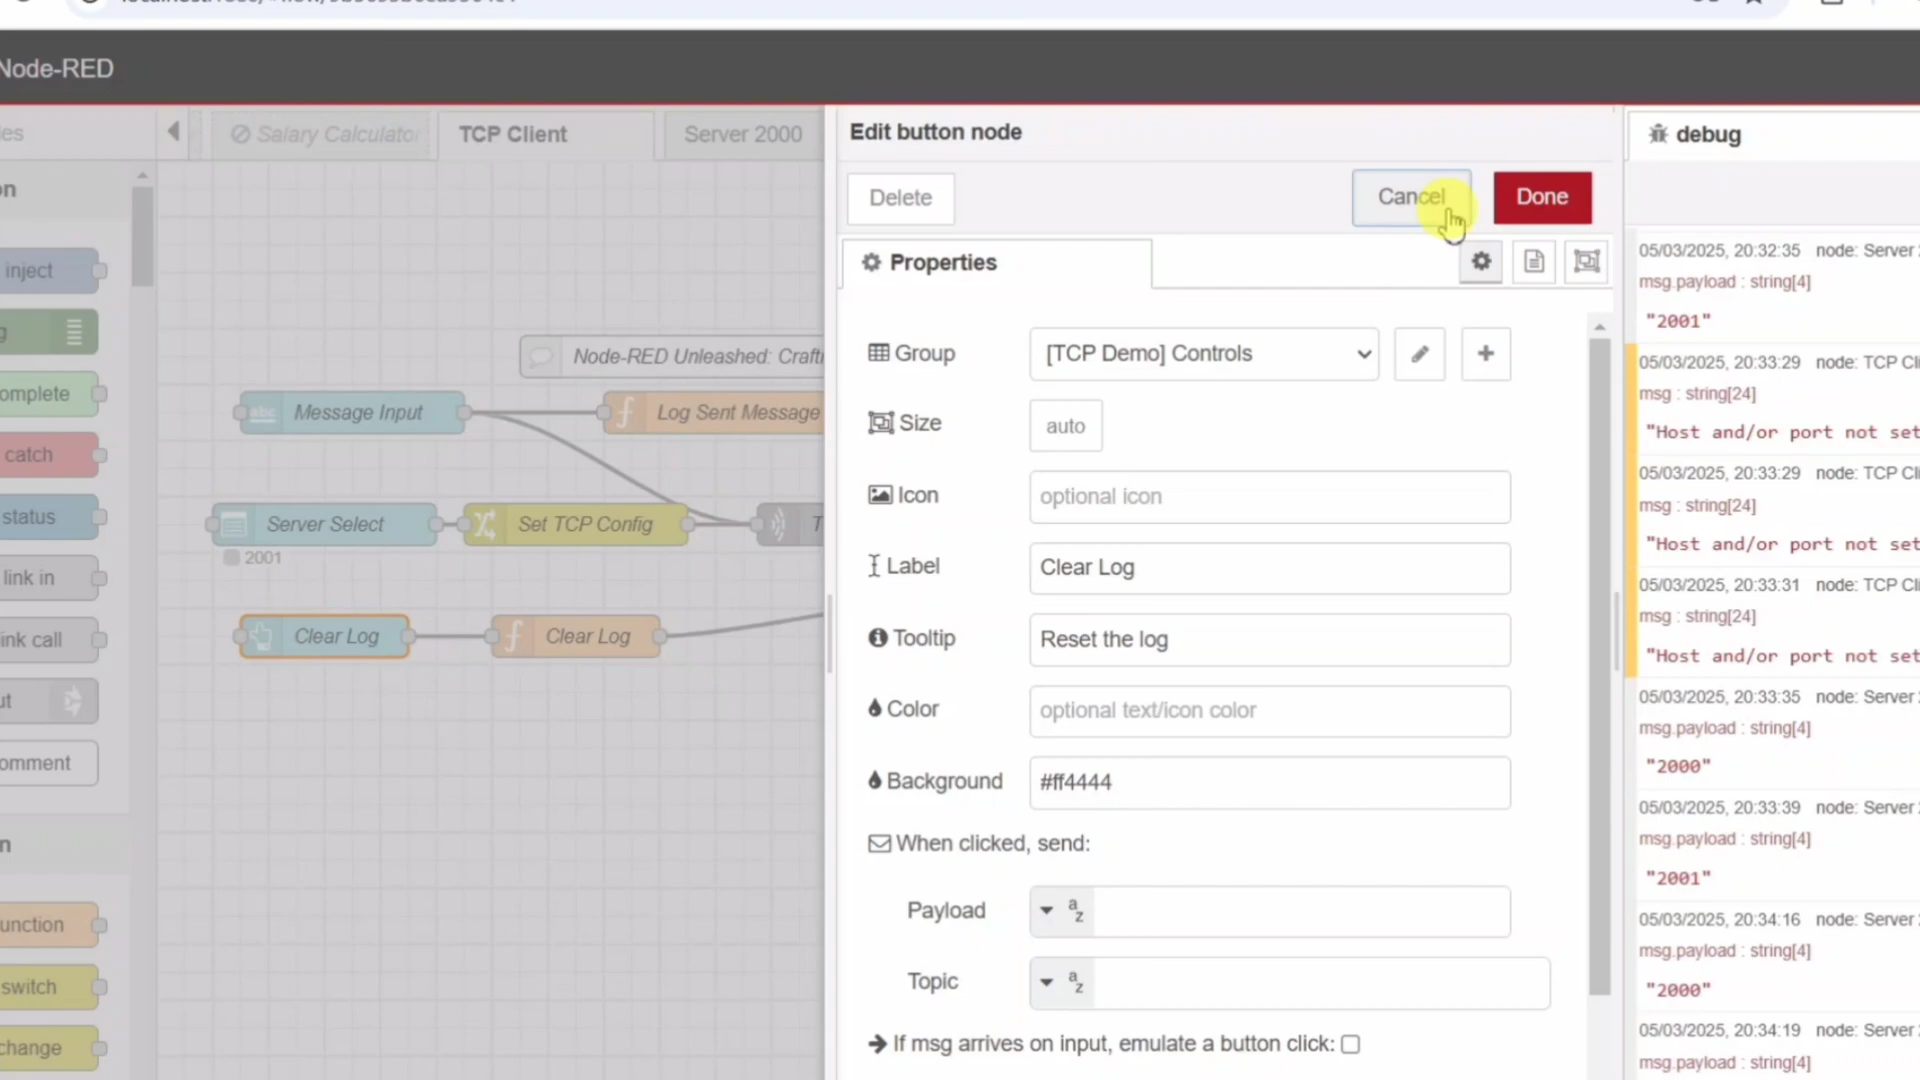 Node-RED
les
Salary Calculator
TCP Client
Server 2000
Edit button node
debug
Delete
Cancel
Done
Properties
on
inject
g
omplete
catch
status
link in
ink call
ut
omment
n
unction
switch
change
Node-RED Unleashed: Crafti
Message Input
abc
Log Sent Message
Server Select
Set TCP Config
T
2001
Clear Log
Clear Log
Group
[TCP Demo] Controls
Size
auto
Icon
optional icon
Label
Clear Log
Tooltip
Reset the log
Color
optional text/icon color
Background
#ff4444
When clicked, send:
Payload
a
z
Topic
a
z
If msg arrives on input, emulate a button click:
05/03/2025, 20:32:35 node: Server
msg.payload : string[4]
"2001"
05/03/2025, 20:33:29 node: TCP Cli
msg : string[24]
"Host and/or port not set
05/03/2025, 20:33:29 node: TCP Cli
msg : string[24]
"Host and/or port not set
05/03/2025, 20:33:31 node: TCP Cli
msg : string[24]
"Host and/or port not set
05/03/2025, 20:33:35 node: Server
msg.payload : string[4]
"2000"
05/03/2025, 20:33:39 node: Server
msg.payload : string[4]
"2001"
05/03/2025, 20:34:16 node: Server
msg.payload : string[4]
"2000"
05/03/2025, 20:34:19 node: Server
msg.payload : string[4]